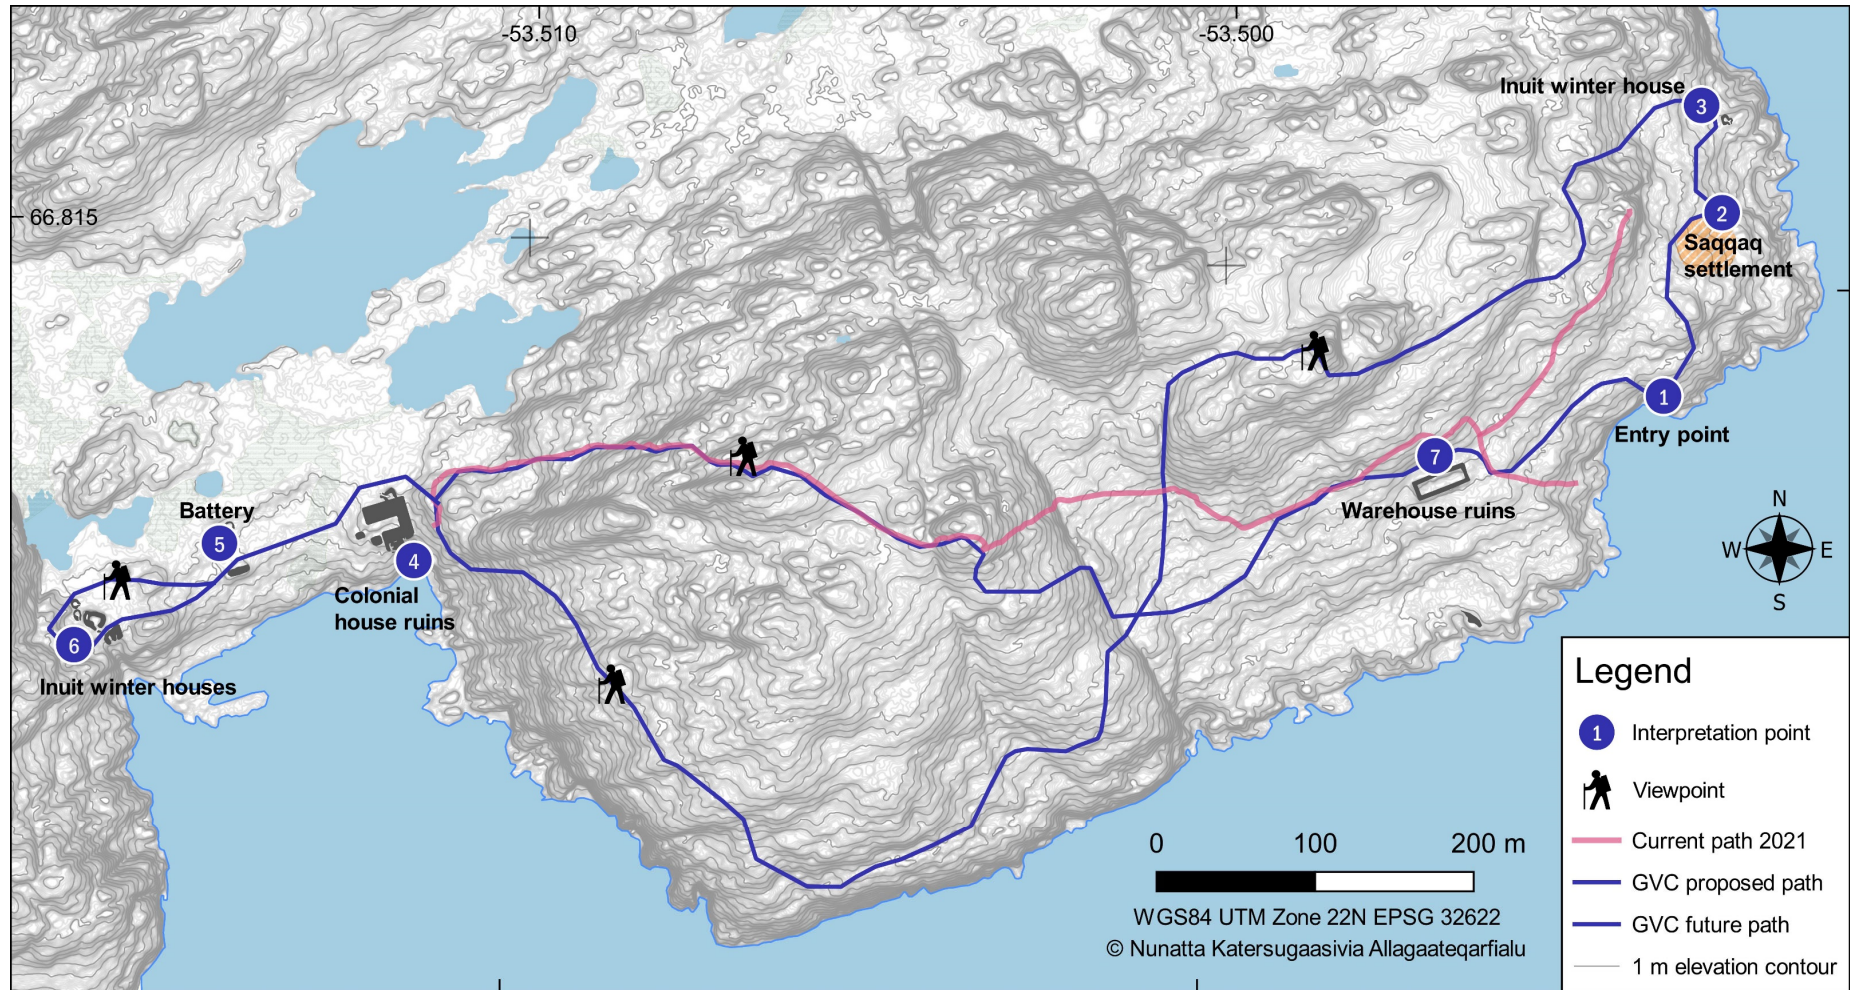 -53.510
-53.500
Inuit winter house
3
66.815
2
Saqqaq
settlement
1
Entry point
7
Warehouse ruins
Battery
5
4
Colonial
house ruins
6
Inuit winter houses
N
W
E
S
0
100
200 m
WGS84 UTM Zone 22N EPSG 32622
© Nunatta Katersugaasivia Allagaateqarfialu
Legend
1
Interpretation point
Viewpoint
Current path 2021
GVC proposed path
GVC future path
1 m elevation contour